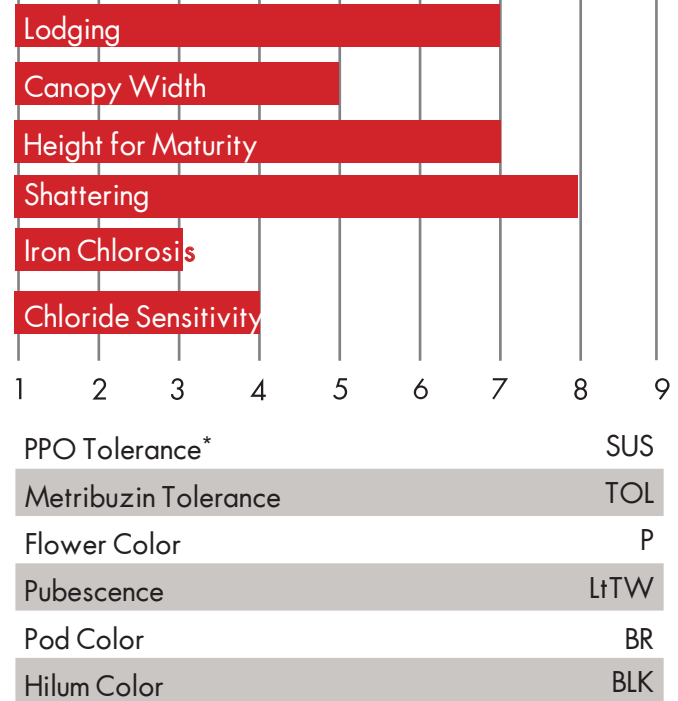 Lodging
Canopy Width
Height for Maturity
Shattering
Iron Chlorosis
Chloride Sensitivity
1 2 3 4 5 6 7 8 9
PPO Tolerance* SUS
Metribuzin Tolerance TOL
Flower Color P
Pubescence LtTW
Pod Color BR
Hilum Color BLK